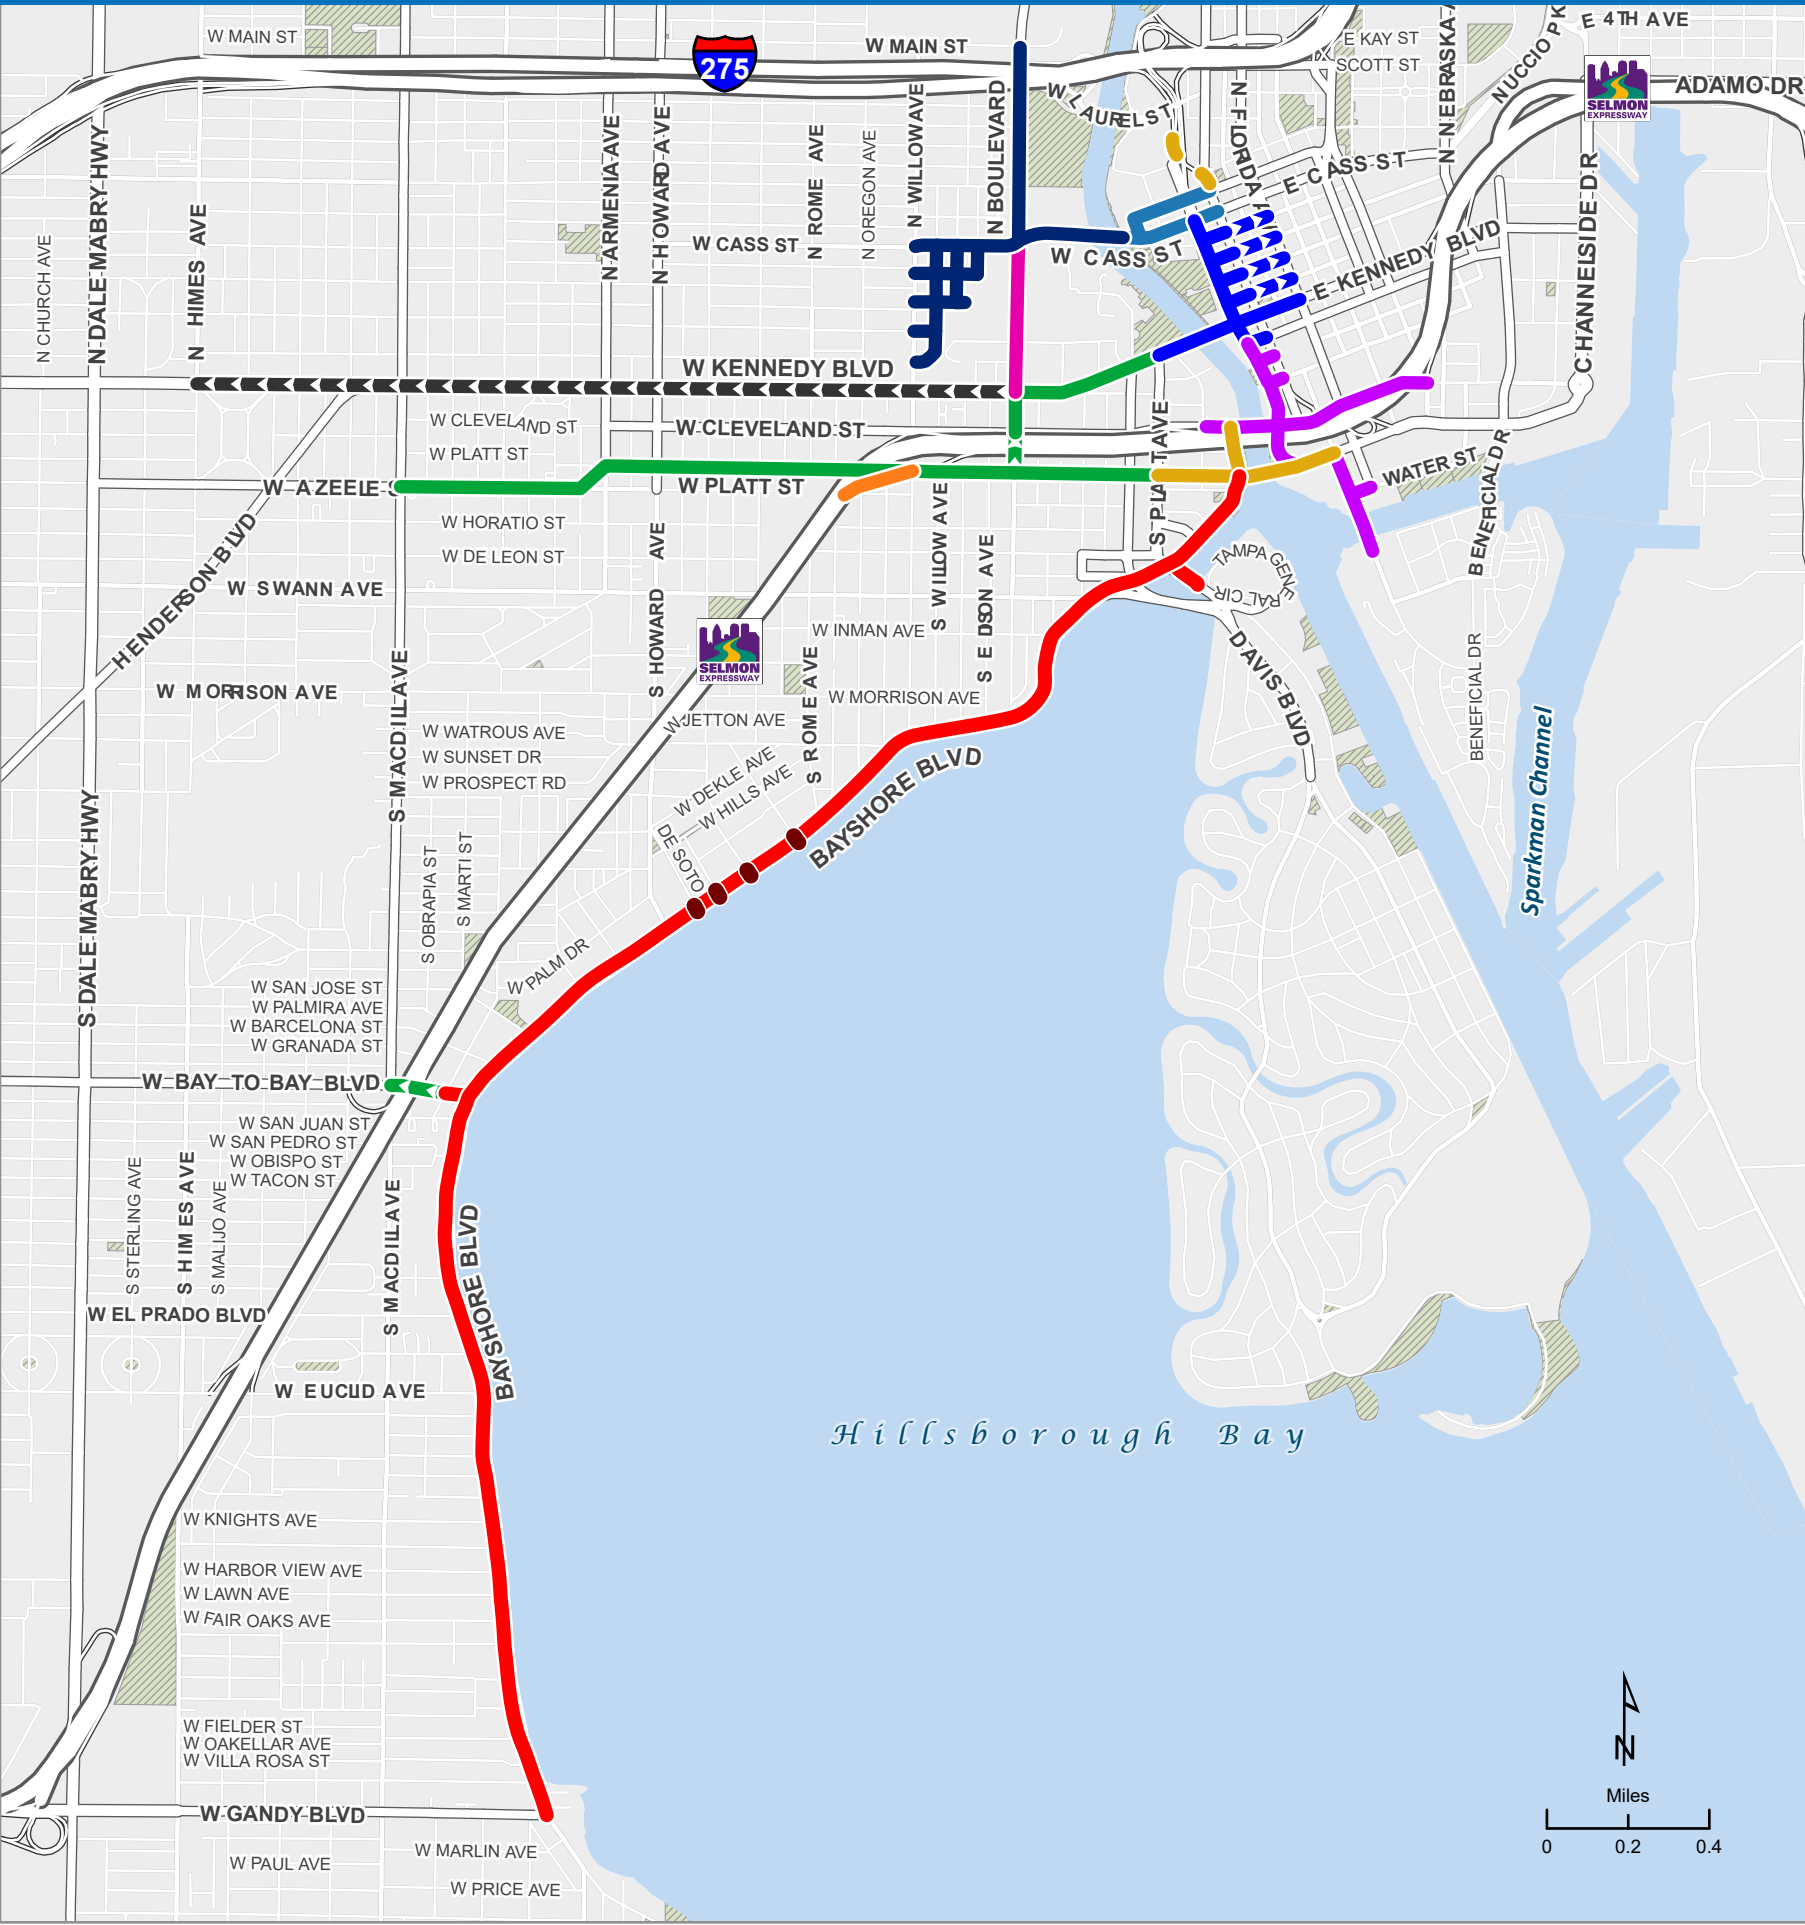 W MAIN ST
W MAIN ST
275
E 4TH AVE
E KAY ST
SCOTT ST
N NEBRASKA A
NUCCIO PK
ADAMO DR
SELMON
EXPRESSWAY
W LAUREL ST
N FLORIDA A
E CASS ST
E KENNEDY BLVD
CHANNELSIDE DR
N CHURCH AVE
N DALE MABRY HWY
N HIMES AVE
N ARMENIA AVE
N HOWARD AVE
N ROME AVE
N OREGON AVE
N WILLOW AVE
N BOULEVARD
W CASS ST
W CASS ST
W KENNEDY BLVD
W CLEVELAND ST
W CLEVELAND ST
W PLATT ST
W PLATT ST
W AZEELE S
W HORATIO ST
W DE LEON ST
W SWANN AVE
HENDERSON BLVD
S PLATT AVE
WATER ST
BENERCIAL DR
BENEFICIAL DR
TAMPA GENERAL CIR
DAVIS BLVD
S HOWARD AVE
S WILLOW AVE
S EDISON AVE
W INMAN AVE
SELMON
EXPRESSWAY
W MORRISON AVE
W MORRISON AVE
S ROME AVE
W JETTON AVE
W WATROUS AVE
W SUNSET DR
W PROSPECT RD
S MACDILL AVE
W DEKLE AVE
W HILLS AVE
DE SOTO
BAYSHORE BLVD
Sparkman Channel
S DALE MABRY HWY
S OBRAPIA ST
S MARTI ST
W PALM DR
W SAN JOSE ST
W PALMIRA AVE
W BARCELONA ST
W GRANADA ST
W BAY TO BAY BLVD
W SAN JUAN ST
W SAN PEDRO ST
W OBISPO ST
W TACON ST
S STERLING AVE
S HIMES AVE
S MALIJO AVE
S MACDILL AVE
BAYSHORE BLVD
W EL PRADO BLVD
W EUCLID AVE
Hillsborough Bay
W KNIGHTS AVE
W HARBOR VIEW AVE
W LAWN AVE
W FAIR OAKS AVE
W FIELDER ST
W OAKELLAR AVE
W VILLA ROSA ST
W GANDY BLVD
W MARLIN AVE
W PAUL AVE
W PRICE AVE
N
Miles
0 0.2 0.4